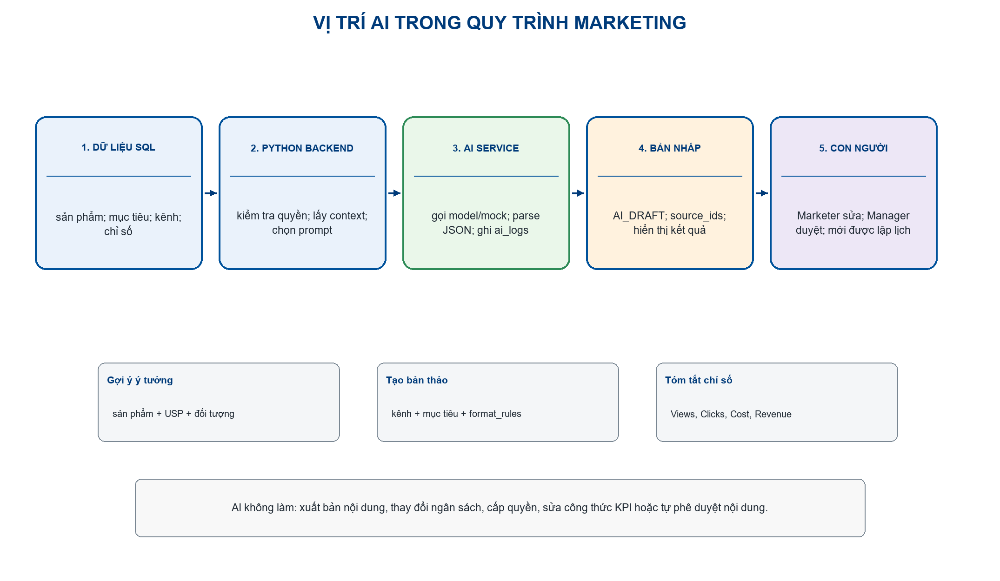 VỊ TRÍ AI TRONG QUY TRÌNH MARKETING
1. DỮ LIỆU SQL
sản phẩm; mục tiêu; kênh;
chỉ số
2. PYTHON BACKEND
kiểm tra quyền; lấy context;
chọn prompt
3. AI SERVICE
gọi model/mock; parse
JSON; ghi ai_logs
4. BẢN NHÁP
AI_DRAFT; source_ids;
hiển thị kết quả
5. CON NGƯỜI
Marketer sửa; Manager
duyệt; mới được lập lịch
Gợi ý ý tưởng
sản phẩm + USP + đối tượng
Tạo bản thảo
kênh + mục tiêu + format_rules
Tóm tắt chỉ số
Views, Clicks, Cost, Revenue
AI không làm: xuất bản nội dung, thay đổi ngân sách, cấp quyền, sửa công thức KPI hoặc tự phê duyệt nội dung.